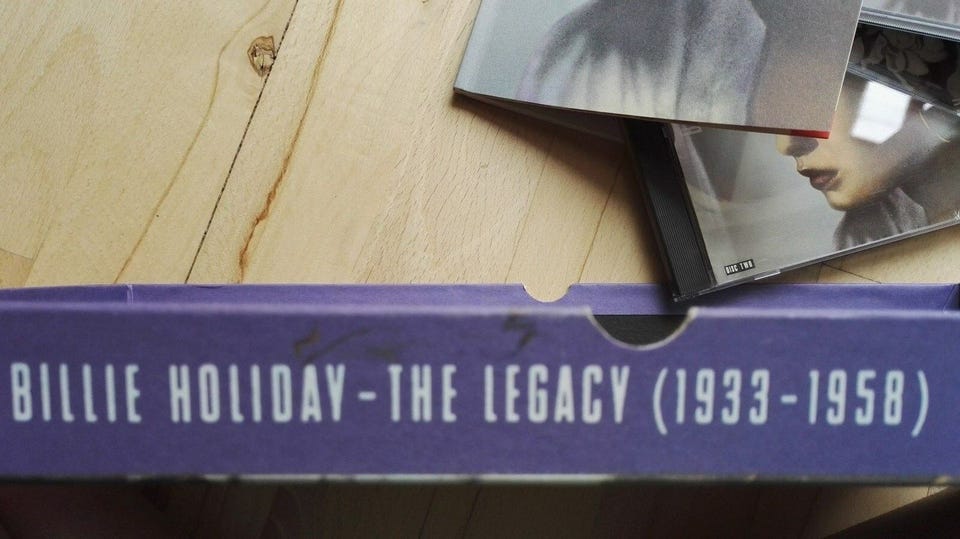 DISC TWO
BILLIE HOLIDAY-THE LEGACY (1933-1958)